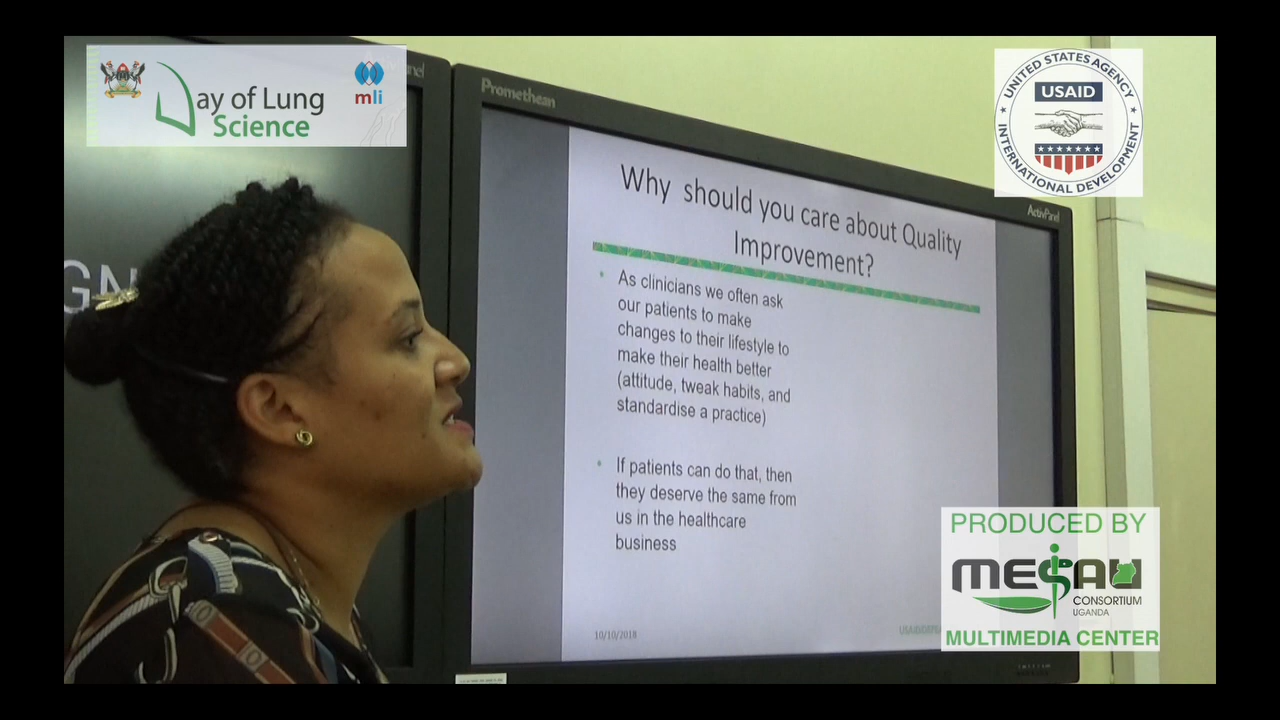 Day of Lung
Science
mli
UNITED STATES AGENCY
USAID
INTERNATIONAL DEVELOPMENT
Promethean
ActivPanel
GN
Why should you care about Quality
Improvement?
• As clinicians we often ask
our patients to make
changes to their lifestyle to
make their health better
(attitude, tweak habits, and
standardise a practice)
• If patients can do that, then
they deserve the same from
us in the healthcare
business
10/10/2018
PRODUCED BY
MESAU
CONSORTIUM
UGANDA
MULTIMEDIA CENTER